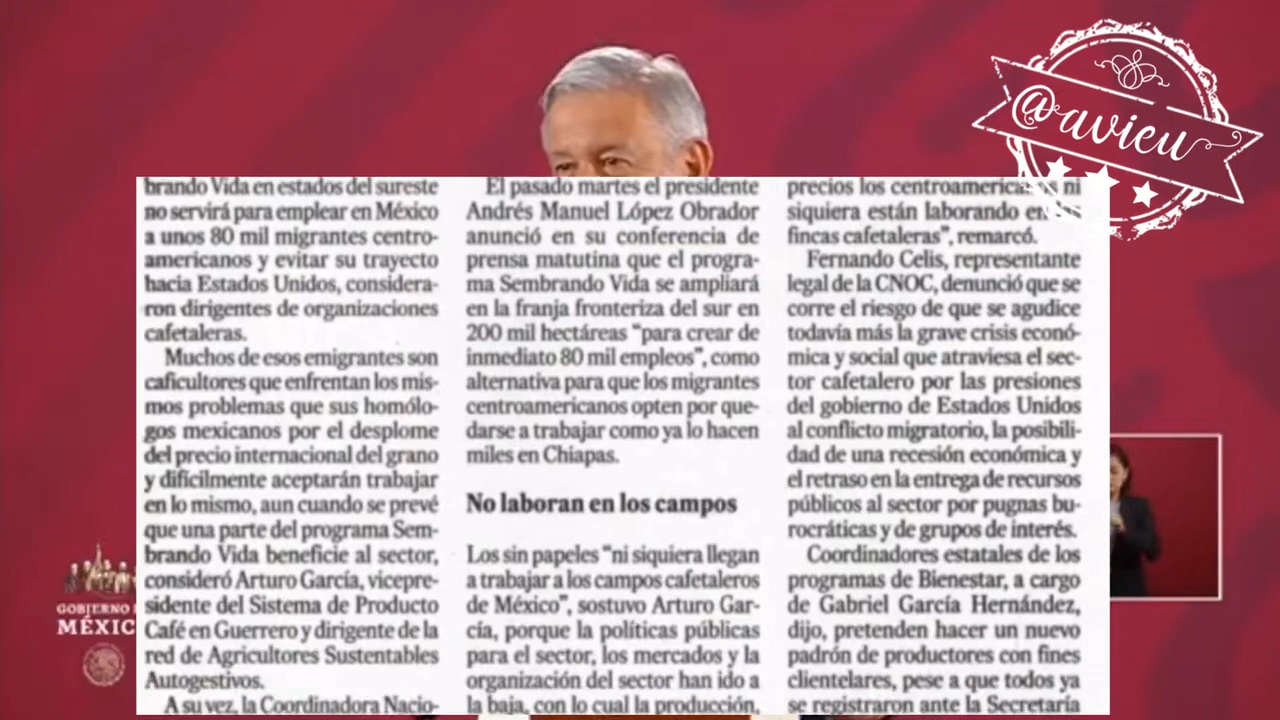 @avieu
brando Vida en estados del sureste
no servirá para emplear en México
a unos 80 mil migrantes centro-
americanos y evitar su trayecto
hacia Estados Unidos, considera-
ron dirigentes de organizaciones
cafetaleras.
Muchos de esos emigrantes son
caficultores que enfrentan los mis-
mos problemas que sus homólo-
gos mexicanos por el desplome
del precio internacional del grano
y difícilmente aceptarán trabajar
en lo mismo, aun cuando se prevé
que una parte del programa Sem-
brando Vida beneficie al sector,
consideró Arturo García, vicepre-
sidente del Sistema de Producto
Café en Guerrero y dirigente de la
red de Agricultores Sustentables
Autogestivos.
A su vez, la Coordinadora Nacio-
El pasado martes el presidente
Andrés Manuel López Obrador
anunció en su conferencia de
prensa matutina que el progra-
ma Sembrando Vida se ampliará
en la franja fronteriza del sur en
200 mil hectáreas “para crear de
inmediato 80 mil empleos”, como
alternativa para que los migrantes
centroamericanos opten por que-
darse a trabajar como ya lo hacen
miles en Chiapas.
No laboran en los campos
Los sin papeles “ni siquiera llegan
a trabajar a los campos cafetaleros
de México”, sostuvo Arturo Gar-
cía, porque la políticas públicas
para el sector, los mercados y la
organización del sector han ido a
la baja, con lo cual la producción,
precios los ni
siquiera están laborando
fincas cafetaleras”, remarcó.
Fernando Celis, representante
legal de la CNOC, denunció que se
corre el riesgo de que se agudice
todavía más la grave crisis econó-
mica y social que atraviesa el sec-
tor cafetalero por las presiones
del gobierno de Estados Unidos
al conflicto migratorio, la posibili-
dad de una recesión económica y
el retraso en la entrega de recursos
públicos al sector por pugnas bu-
rocráticas y de grupos de interés.
Coordinadores estatales de los
programas de Bienestar, a cargo
de Gabriel García Hernández,
dijo, pretenden hacer un nuevo
padrón de productores con fines
clientelares, pese a que todos ya
se registraron ante la Secretaría
GOBIERNO
MÉXIC